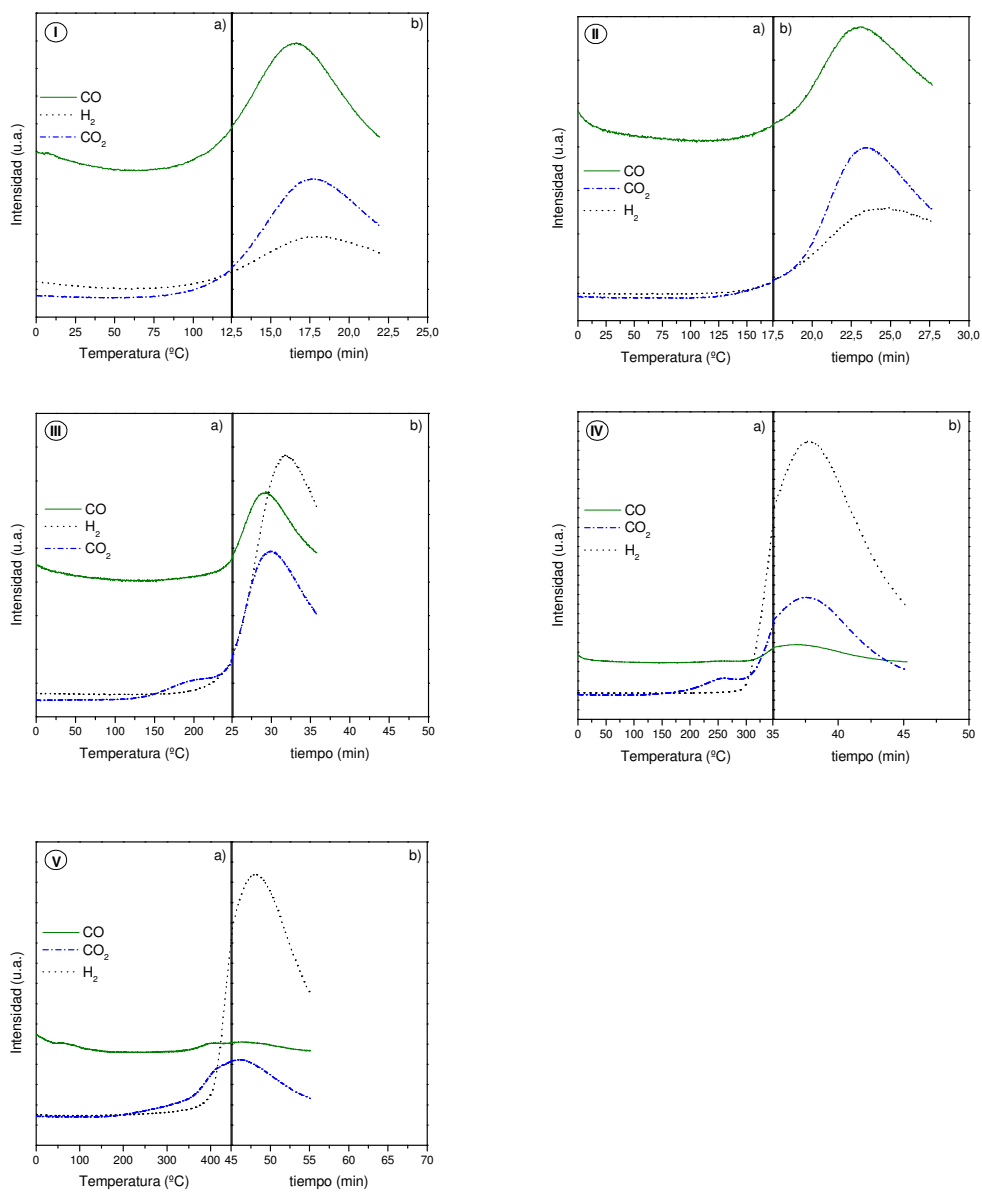 I
a)
b)
CO
H2
CO2
Intensidad (u.a.)
0 25 50 75 100 12,5 15,0 17,5 20,0 22,5 25,0
Temperatura (ºC) tiempo (min)
II
a)
b)
CO
CO2
H2
Intensidad (u.a.)
0 25 50 75 100 125 150 17,5 20,0 22,5 25,0 27,5 30,0
Temperatura (ºC) tiempo (min)
III
a)
b)
CO
H2
CO2
Intensidad (u.a.)
0 50 100 150 200 25 30 35 40 45 50
Temperatura (ºC) tiempo (min)
IV
a)
b)
CO
CO2
H2
Intensidad (u.a.)
0 50 100 150 200 250 300 35 40 45 50
Temperatura (ºC) tiempo (min)
V
a)
b)
CO
CO2
H2
Intensidad (u.a.)
0 100 200 300 400 45 50 55 60 65 70
Temperatura (ºC) tiempo (min)